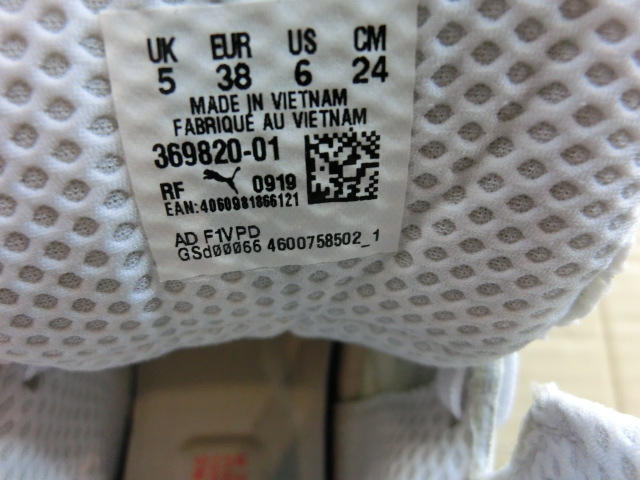 UK EUR US CM
5 38 6 24
MADE IN VIETNAM
FABRIQUÉ AU VIETNAM
369820-01
RF 0919
EAN:4060981866121
AD F1VPD
GSd00066 4600758502_1